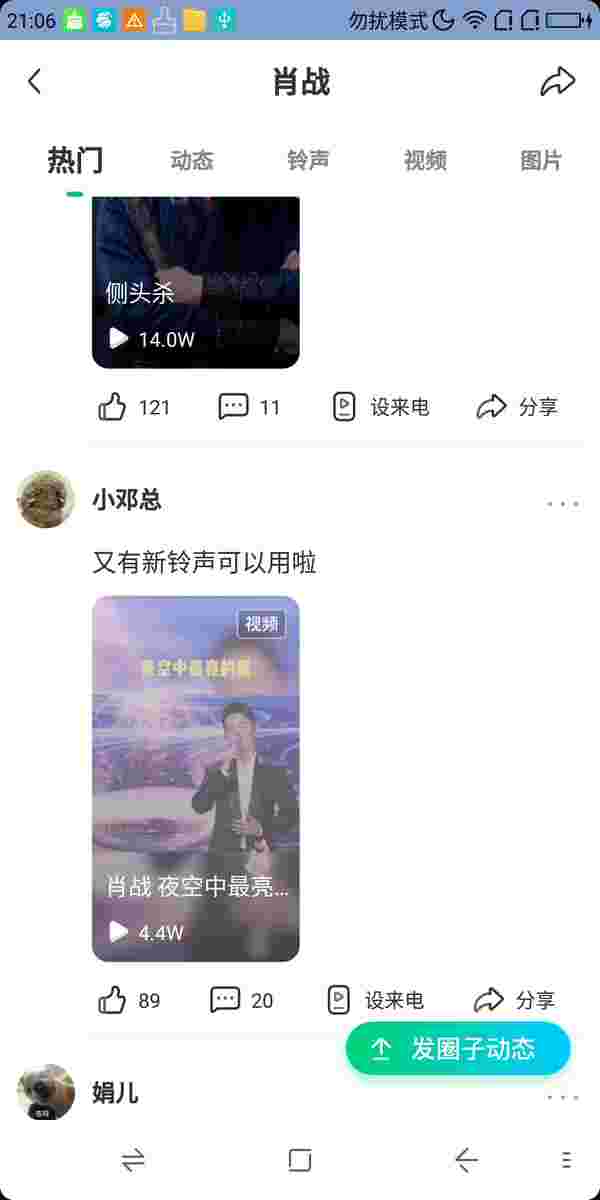 21:06 勿扰模式
肖战
热门 动态 铃声 视频 图片
侧头杀
14.0W
121 11 设来电 分享
小邓总
又有新铃声可以用啦
视频
夜空中最亮的星
肖战 夜空中最亮...
4.4W
89 20 设来电 分享
发圈子动态
娟儿